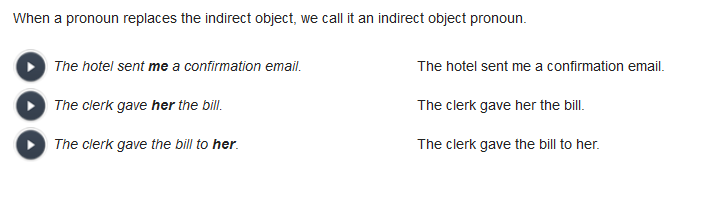 When a pronoun replaces the indirect object, we call it an indirect object pronoun.
The hotel sent me a confirmation email. The hotel sent me a confirmation email.
The clerk gave her the bill. The clerk gave her the bill.
The clerk gave the bill to her. The clerk gave the bill to her.